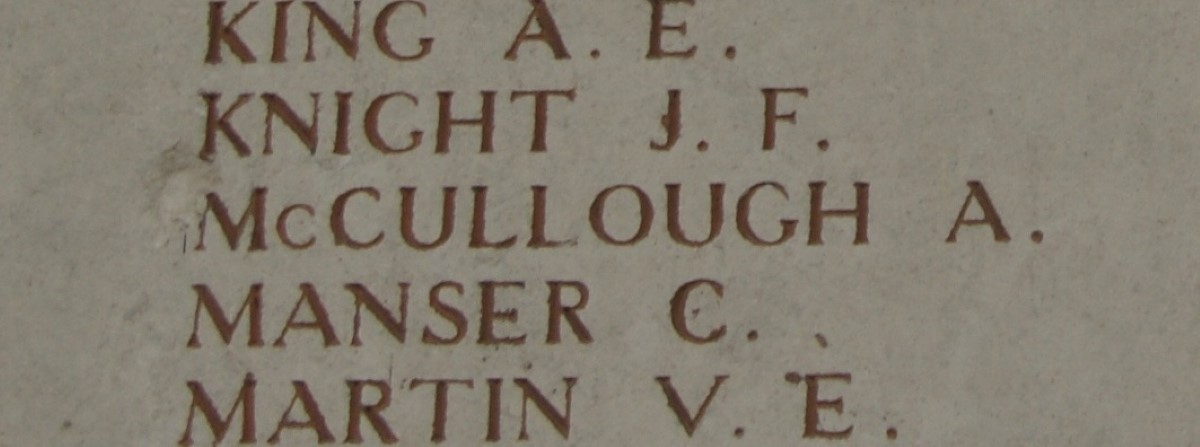 KING A. E.
KNIGHT J. F.
McCULLOUGH A.
MANSER C.
MARTIN V. E.